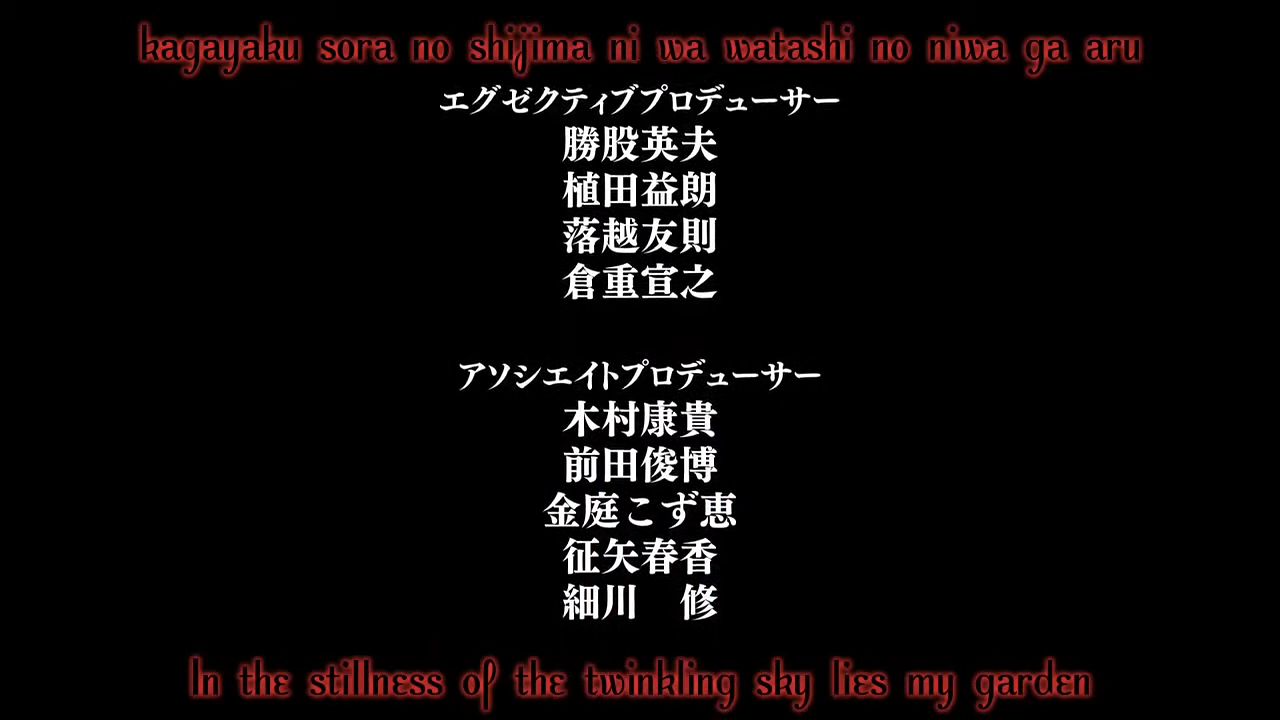 kagayaku sora no shijima ni wa watashi no niwa ga aru
エグゼクティブプロデューサー
勝股英夫
植田益朗
落越友則
倉重宣之
アソシエイトプロデューサー
木村康貴
前田俊博
金庭こず恵
征矢春香
細川　修
In the stillness of the twinkling sky lies my garden